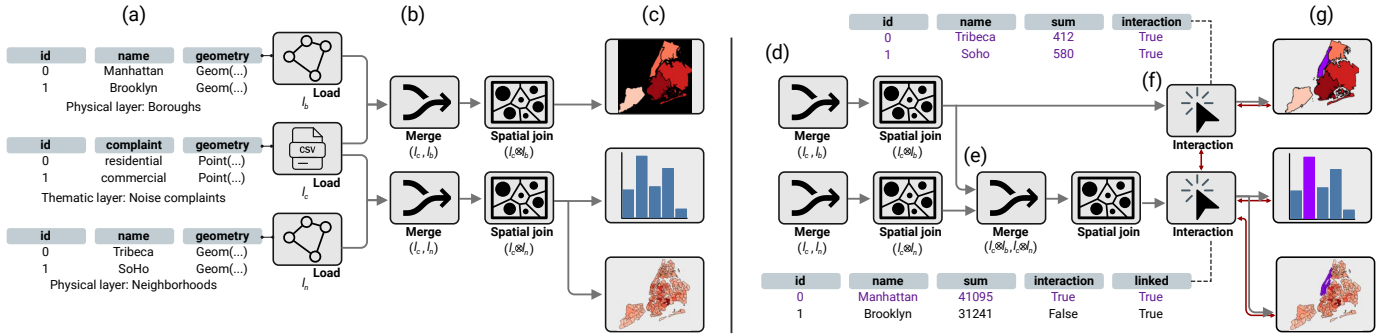 (a)
(b)
(c)
id name geometry
0 Manhattan Geom(...)
1 Brooklyn Geom(...)
Physical layer: Boroughs
l_b Load
id complaint geometry
0 residential Point(...)
1 commercial Point(...)
Thematic layer: Noise complaints
CSV
l_c Load
id name geometry
0 Tribeca Geom(...)
1 SoHo Geom(...)
Physical layer: Neighborhoods
l_n Load
Merge
(l_c, l_b)
Spatial join
(l_c⊗l_b)
Merge
(l_c, l_n)
Spatial join
(l_c⊗l_n)
(d)
(e)
(f)
(g)
id name sum interaction
0 Tribeca 412 True
1 Soho 580 True
Merge
(l_c, l_b)
Spatial join
(l_c⊗l_b)
Interaction
Merge
(l_c, l_n)
Spatial join
(l_c⊗l_n)
Merge
(l_c⊗l_b, l_c⊗l_n)
Spatial join
Interaction
id name sum interaction linked
0 Manhattan 41095 True True
1 Brooklyn 31241 False True